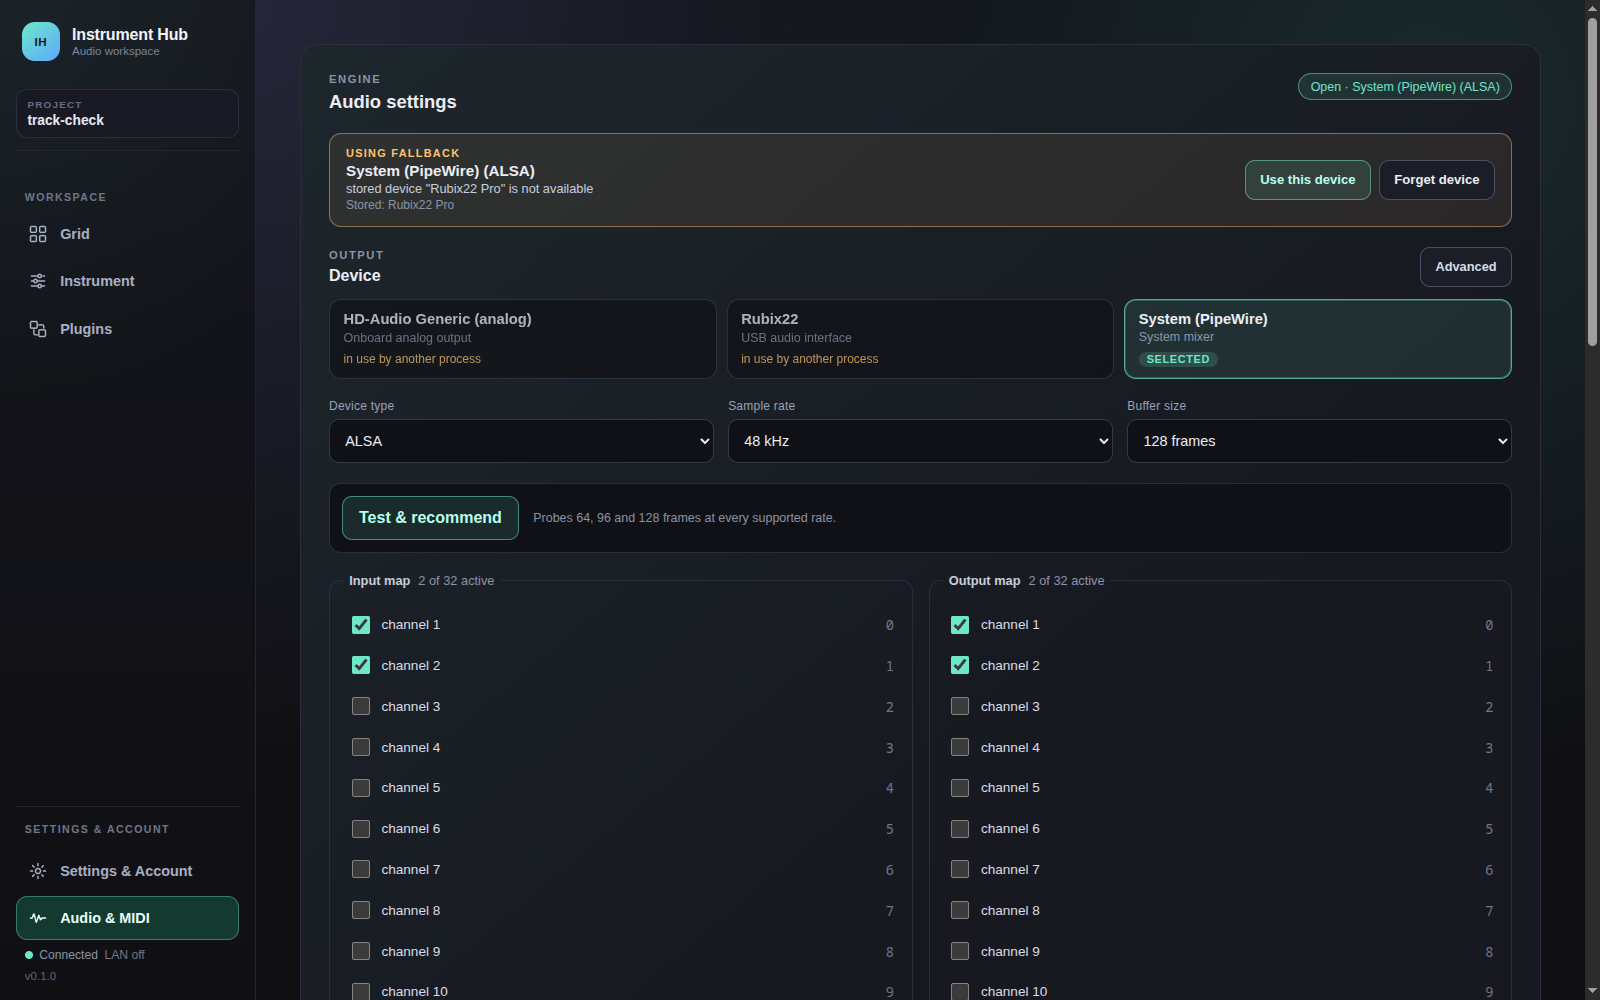 IH
Instrument Hub
Audio workspace
PROJECT
track-check
WORKSPACE
Grid
Instrument
Plugins
SETTINGS & ACCOUNT
Settings & Account
Audio & MIDI
Connected LAN off
v0.1.0
ENGINE
Audio settings
Open · System (PipeWire) (ALSA)
USING FALLBACK
System (PipeWire) (ALSA)
stored device "Rubix22 Pro" is not available
Stored: Rubix22 Pro
Use this device
Forget device
OUTPUT
Device
Advanced
HD-Audio Generic (analog)
Onboard analog output
in use by another process
Rubix22
USB audio interface
in use by another process
System (PipeWire)
System mixer
SELECTED
Device type
ALSA
Sample rate
48 kHz
Buffer size
128 frames
Test & recommend
Probes 64, 96 and 128 frames at every supported rate.
Input map 2 of 32 active
channel 1 0
channel 2 1
channel 3 2
channel 4 3
channel 5 4
channel 6 5
channel 7 6
channel 8 7
channel 9 8
channel 10 9
Output map 2 of 32 active
channel 1 0
channel 2 1
channel 3 2
channel 4 3
channel 5 4
channel 6 5
channel 7 6
channel 8 7
channel 9 8
channel 10 9